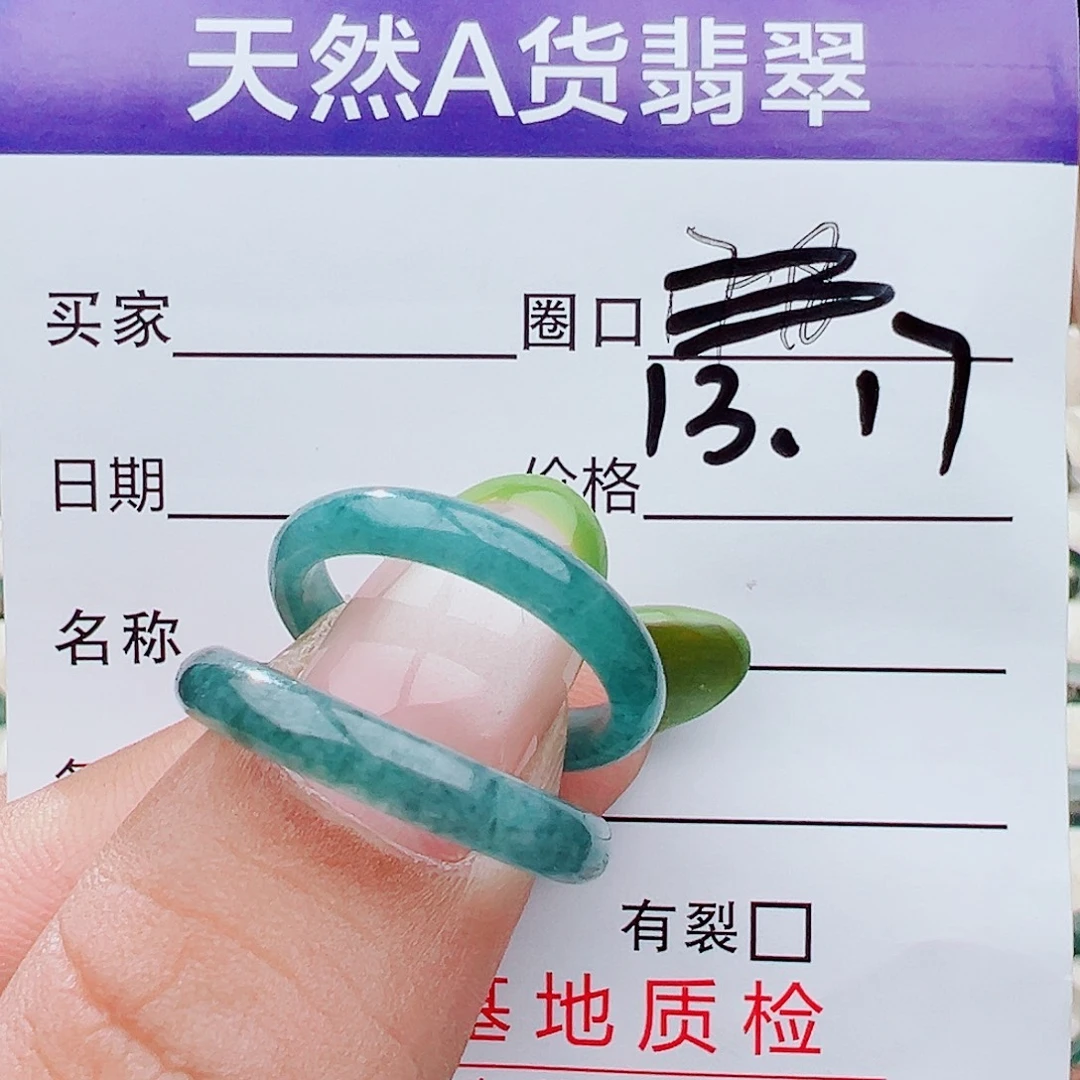 天然A货翡翠
买家 圈口
13.17
日期 价格
名称
有裂
基地质检